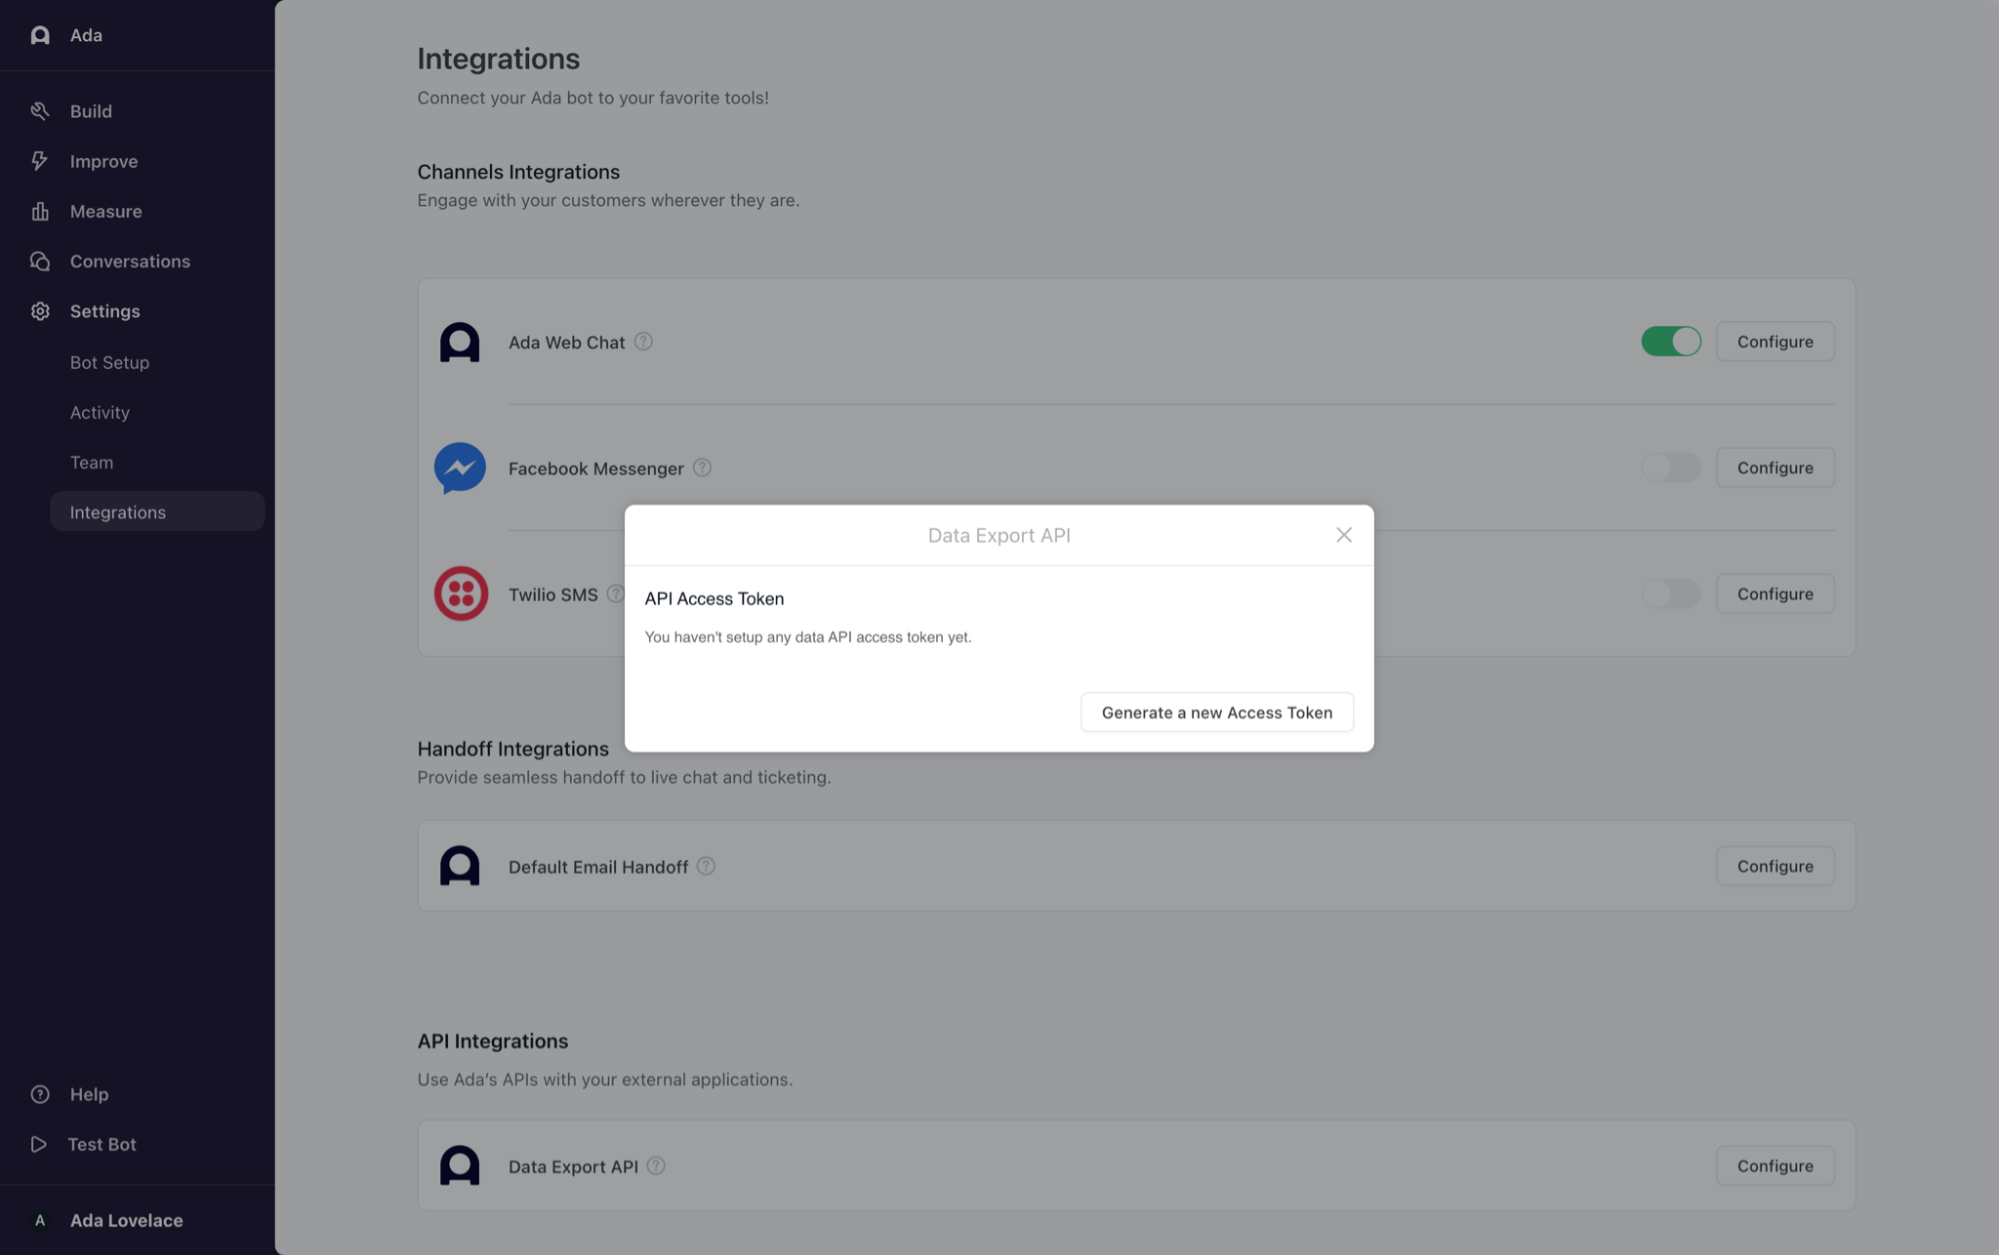 Ada
Build
Improve
Measure
Conversations
Settings
Bot Setup
Activity
Team
Integrations
Help
Test Bot
A Ada Lovelace
Integrations
Connect your Ada bot to your favorite tools!
Channels Integrations
Engage with your customers wherever they are.
Ada Web Chat ? Configure
Facebook Messenger ? Configure
Twilio SMS ? Configure
Data Export API
API Access Token
You haven't setup any data API access token yet.
Generate a new Access Token
Handoff Integrations
Provide seamless handoff to live chat and ticketing.
Default Email Handoff ? Configure
API Integrations
Use Ada's APIs with your external applications.
Data Export API ? Configure